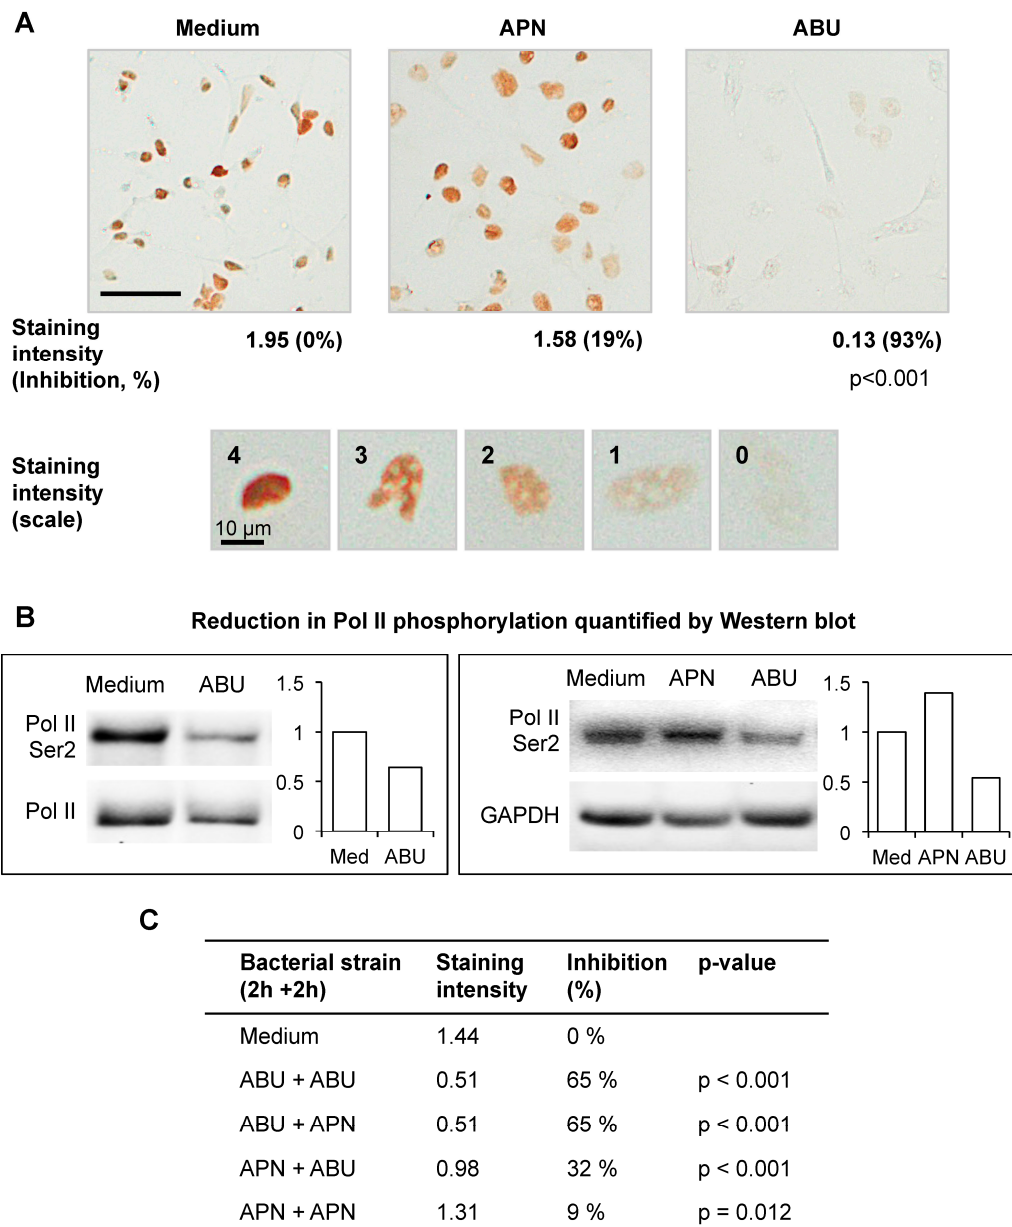 A
Medium APN ABU
Staining intensity (Inhibition, %) 1.95 (0%) 1.58 (19%) 0.13 (93%)
p<0.001
Staining intensity (scale)
4 3 2 1 0
10 µm
B Reduction in Pol II phosphorylation quantified by Western blot
Medium ABU
Pol II Ser2
Pol II
1.5
1
0.5
0
Med ABU
Medium APN ABU
Pol II Ser2
GAPDH
1.5
1
0.5
0
Med APN ABU
C
Bacterial strain (2h +2h) Staining intensity Inhibition (%) p-value
Medium 1.44 0 %
ABU + ABU 0.51 65 % p < 0.001
ABU + APN 0.51 65 % p < 0.001
APN + ABU 0.98 32 % p < 0.001
APN + APN 1.31 9 % p = 0.012